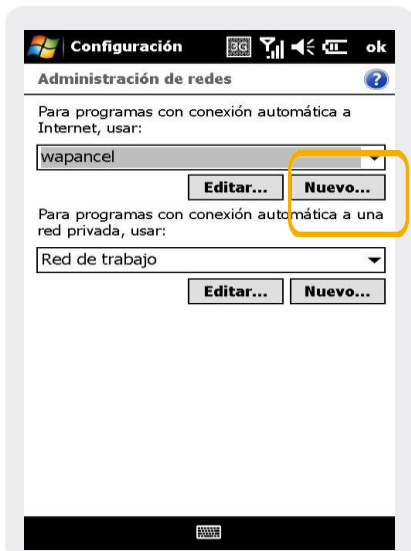 Configuración 3G ok
Administración de redes ?
Para programas con conexión automática a
Internet, usar:
wapancel
Editar... Nuevo...
Para programas con conexión automática a una
red privada, usar:
Red de trabajo
Editar... Nuevo...